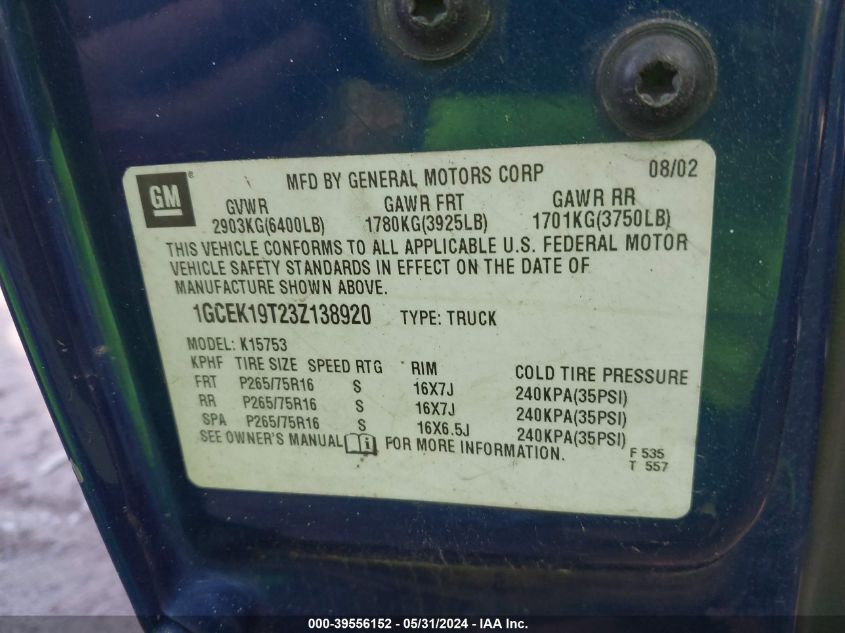 GM ® MFD BY GENERAL MOTORS CORP 08/02
GVWR GAWR FRT GAWR RR
2903KG(6400LB) 1780KG(3925LB) 1701KG(3750LB)
THIS VEHICLE CONFORMS TO ALL APPLICABLE U.S. FEDERAL MOTOR
VEHICLE SAFETY STANDARDS IN EFFECT ON THE DATE OF
MANUFACTURE SHOWN ABOVE.
1GCEK19T23Z138920 TYPE: TRUCK
MODEL: K15753
KPHF TIRE SIZE SPEED RTG RIM COLD TIRE PRESSURE
FRT P265/75R16 S 16X7J 240KPA(35PSI)
RR P265/75R16 S 16X7J 240KPA(35PSI)
SPA P265/75R16 S 16X6.5J 240KPA(35PSI)
SEE OWNER'S MANUAL i FOR MORE INFORMATION.
F 535
T 557
000-39556152 - 05/31/2024 - IAA Inc.